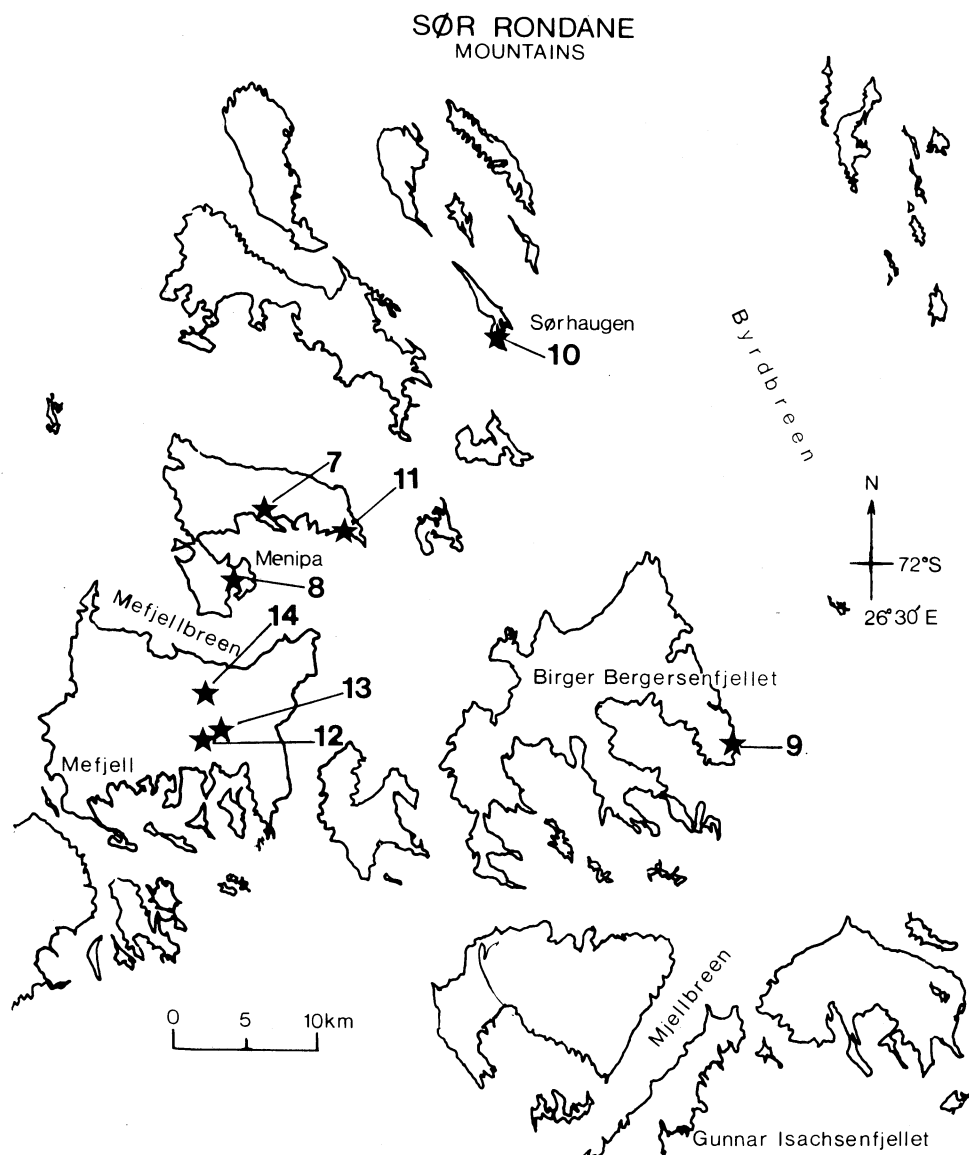 SØR RONDANE
MOUNTAINS
Sørhaugen
10
Byrdbreen
7
11
N
72°S
26°30′E
Menipa
8
Mefjellbreen
14
Birger Bergersenfjellet
13
12
9
Mefjell
0 5 10km
Mjellbreen
Gunnar Isachsenfjellet